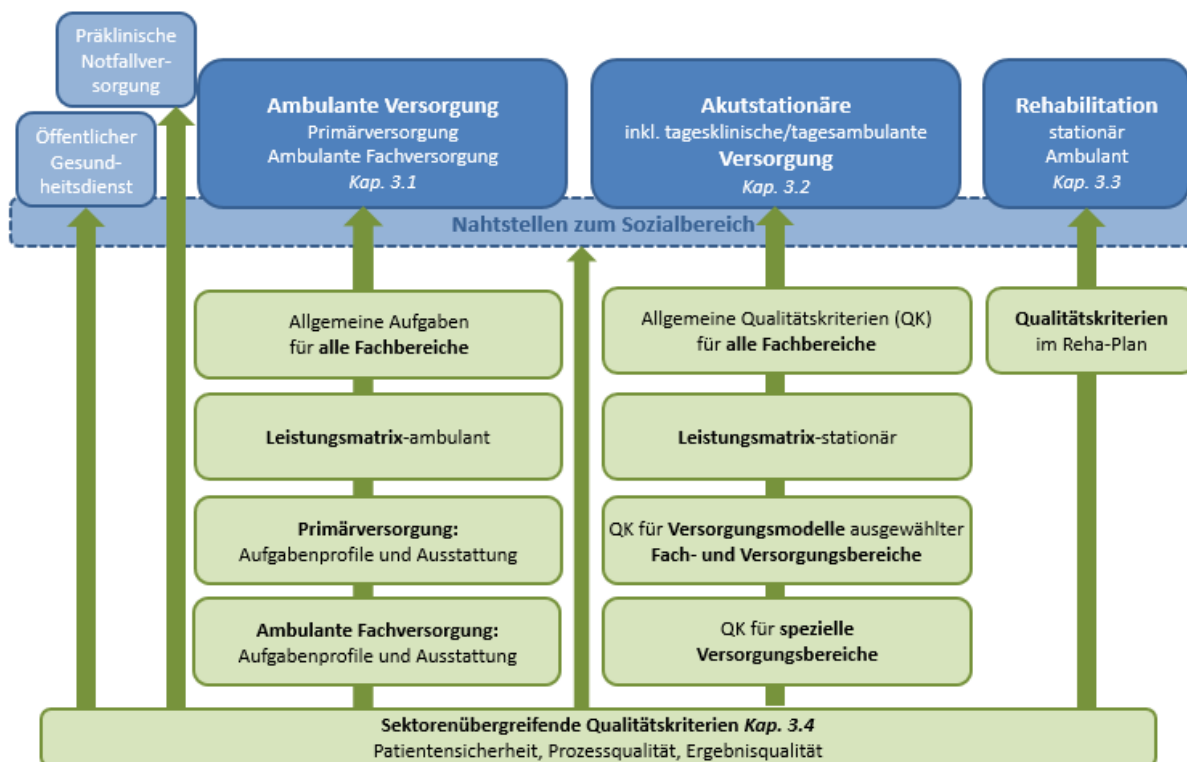 Präklinische
Notfallver-
sorgung
Öffentlicher
Gesund-
heitsdienst
Ambulante Versorgung
Primärversorgung
Ambulante Fachversorgung
Kap. 3.1
Akutstationäre
inkl. tagesklinische/tagesambulante
Versorgung
Kap. 3.2
Rehabilitation
stationär
Ambulant
Kap. 3.3
Nahtstellen zum Sozialbereich
Allgemeine Aufgaben
für alle Fachbereiche
Leistungsmatrix-ambulant
Primärversorgung:
Aufgabenprofile und Ausstattung
Ambulante Fachversorgung:
Aufgabenprofile und Ausstattung
Allgemeine Qualitätskriterien (QK)
für alle Fachbereiche
Leistungsmatrix-stationär
QK für Versorgungsmodelle ausgewählter
Fach- und Versorgungsbereiche
QK für spezielle
Versorgungsbereiche
Qualitätskriterien
im Reha-Plan
Sektorenübergreifende Qualitätskriterien Kap. 3.4
Patientensicherheit, Prozessqualität, Ergebnisqualität